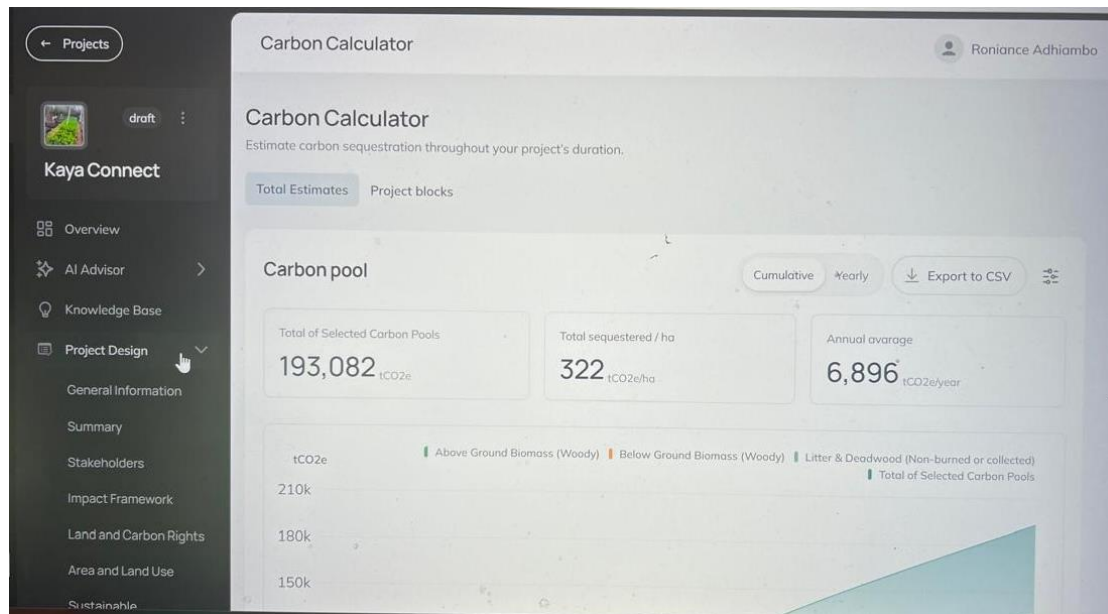 ← Projects
draft
Kaya Connect
Overview
AI Advisor
Knowledge Base
Project Design
General Information
Summary
Stakeholders
Impact Framework
Land and Carbon Rights
Area and Land Use
Sustainable
Carbon Calculator
Roniance Adhiambo
Carbon Calculator
Estimate carbon sequestration throughout your project's duration.
Total Estimates Project blocks
Carbon pool
Cumulative Yearly Export to CSV
Total of Selected Carbon Pools
193,082 tCO2e
Total sequestered / ha
322 tCO2e/ha
Annual avarage
6,896 tCO2e/year
tCO2e
Above Ground Biomass (Woody) Below Ground Biomass (Woody) Litter & Deadwood (Non-burned or collected)
Total of Selected Carbon Pools
210k
180k
150k